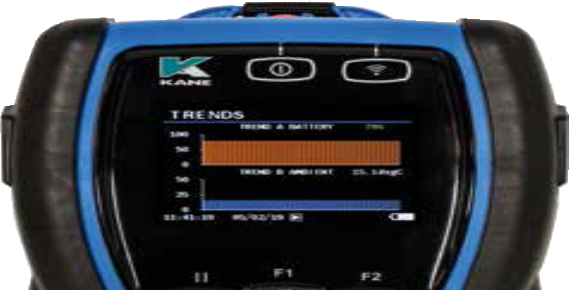 KANE
TRENDS
TREND A BATTERY 79%
100
50
0
TREND B AMBIENT 15.1degC
50
25
0
11:41:19 05/02/19
F1
F2